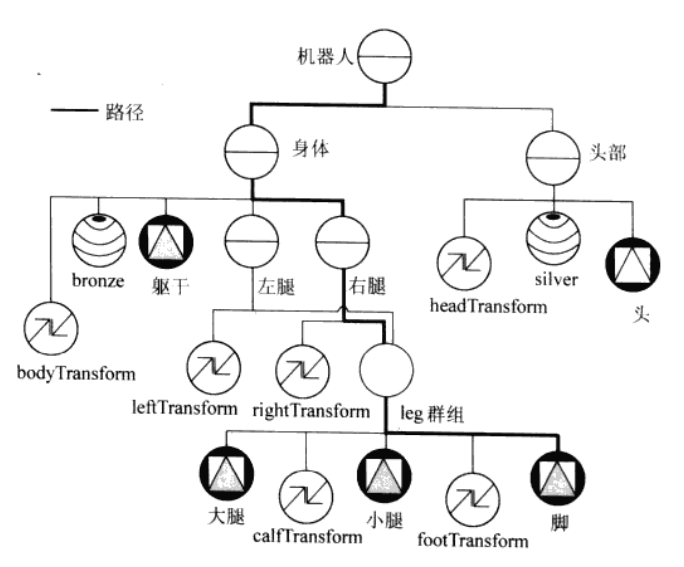 机器人
路径
身体
头部
bronze
躯干
左腿
右腿
headTransform
silver
头
bodyTransform
leftTransform
rightTransform
leg 群组
大腿
calfTransform
小腿
footTransform
脚